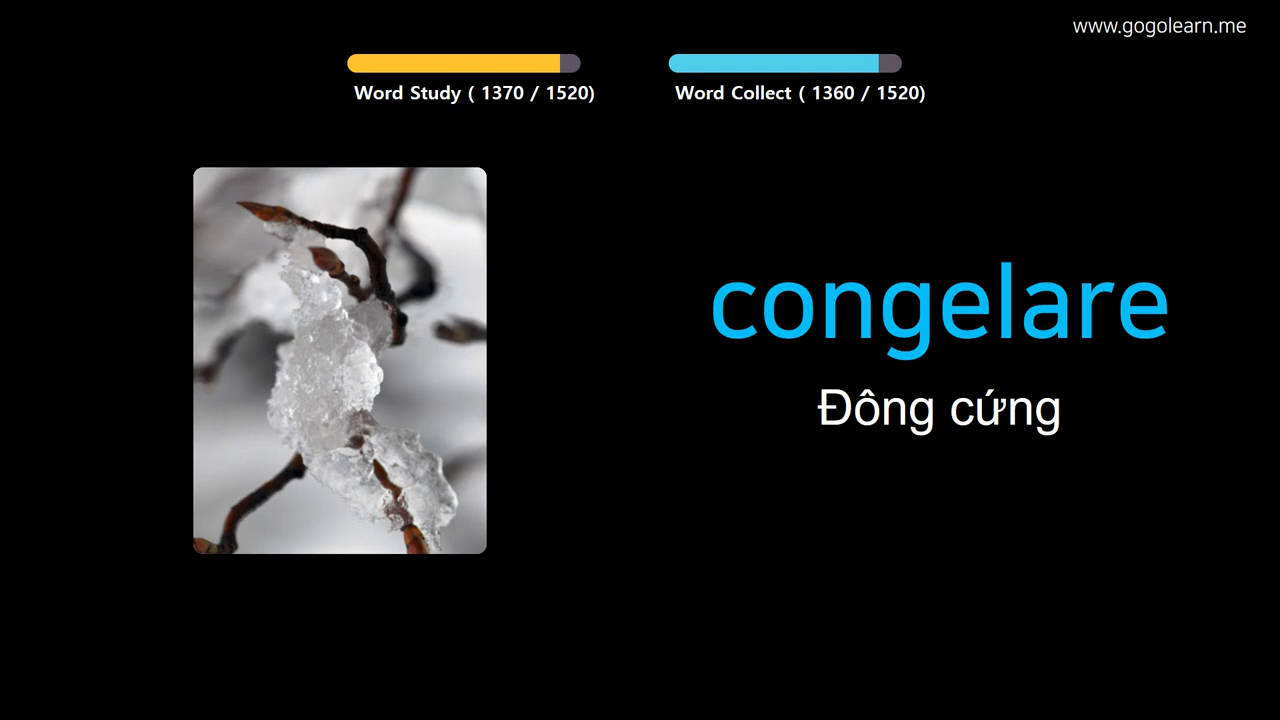 www.gogolearn.me
Word Study ( 1370 / 1520)
Word Collect ( 1360 / 1520)
congelare
Đông cứng